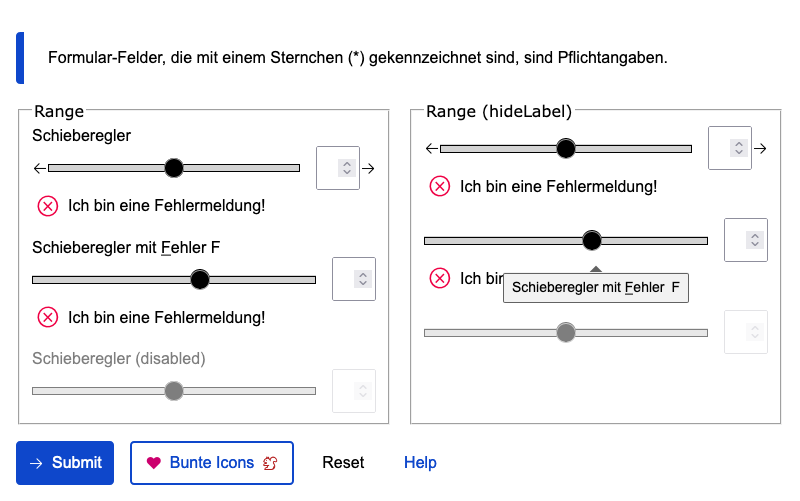 Formular-Felder, die mit einem Sternchen (*) gekennzeichnet sind, sind Pflichtangaben.
Range
Schieberegler
Ich bin eine Fehlermeldung!
Schieberegler mit Fehler F
Ich bin eine Fehlermeldung!
Schieberegler (disabled)
Range (hideLabel)
Ich bin eine Fehlermeldung!
Ich bin
Schieberegler mit Fehler F
Submit
Bunte Icons
Reset
Help